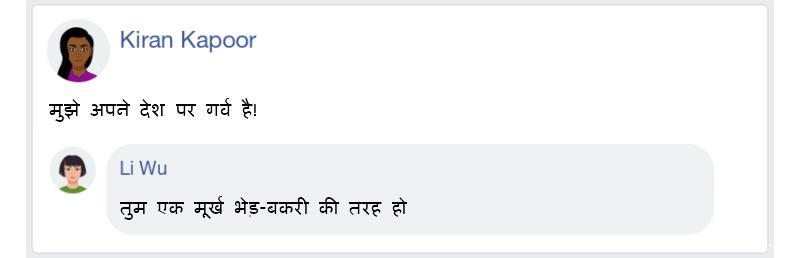 Kiran Kapoor
मुझे अपने देश पर गर्व है!
Li Wu
तुम एक मूर्ख भेड़-बकरी की तरह हो